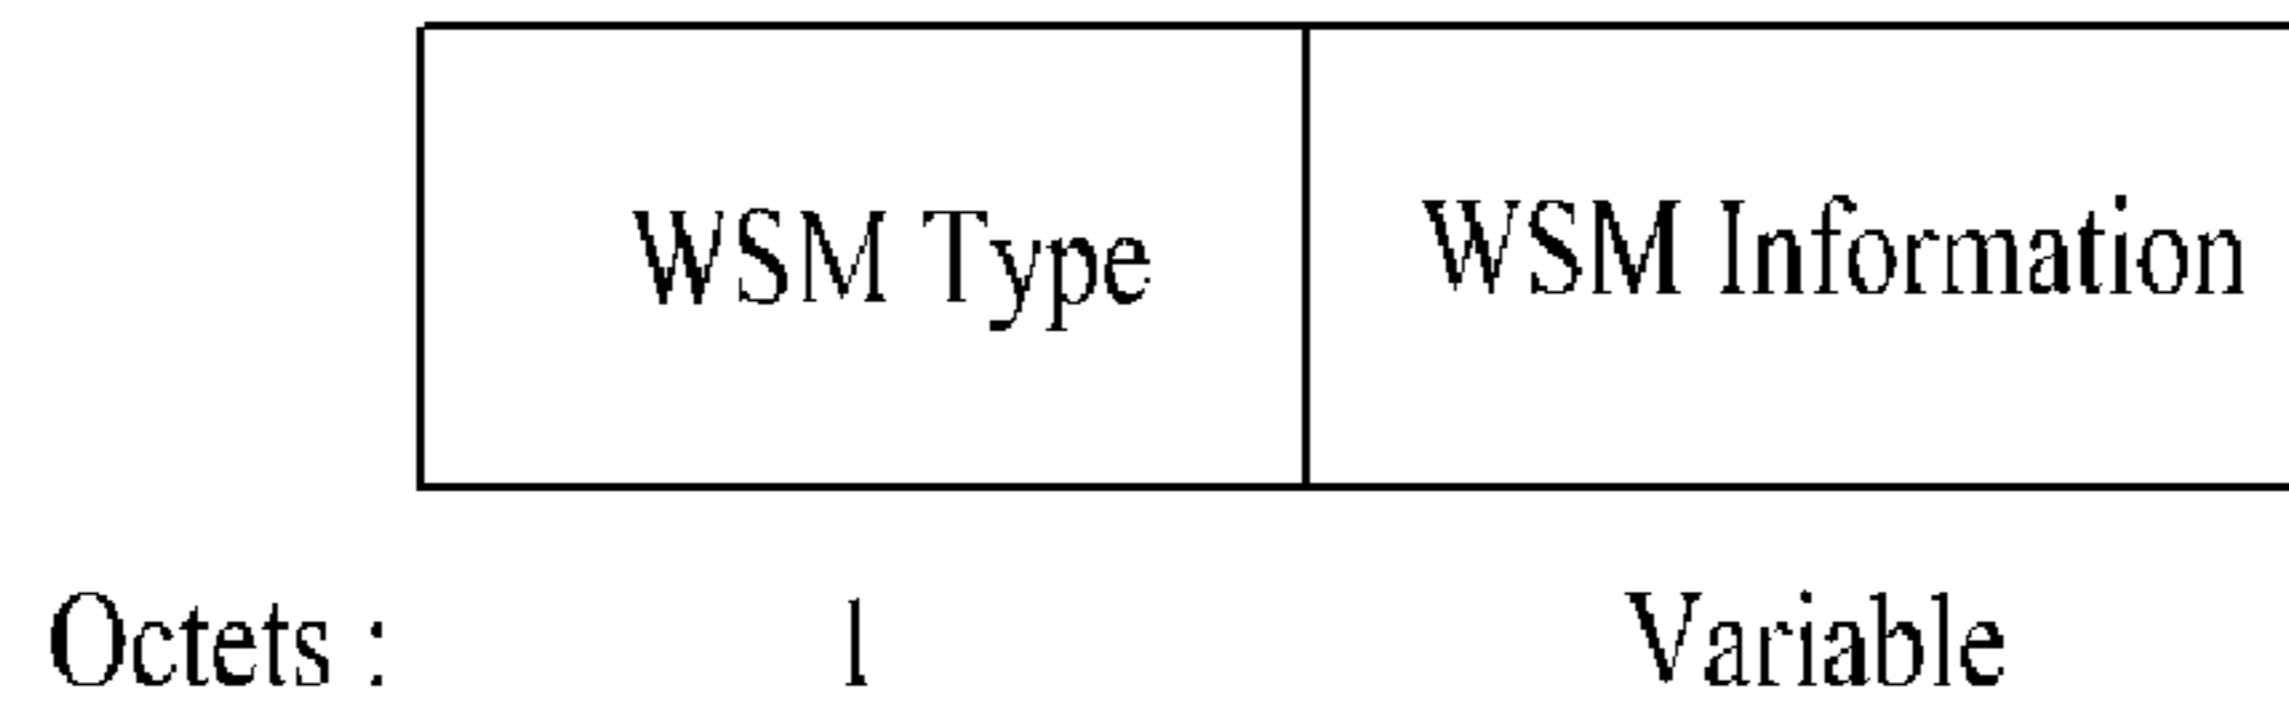 WSM Type WSM Information
Octets : 1 Variable